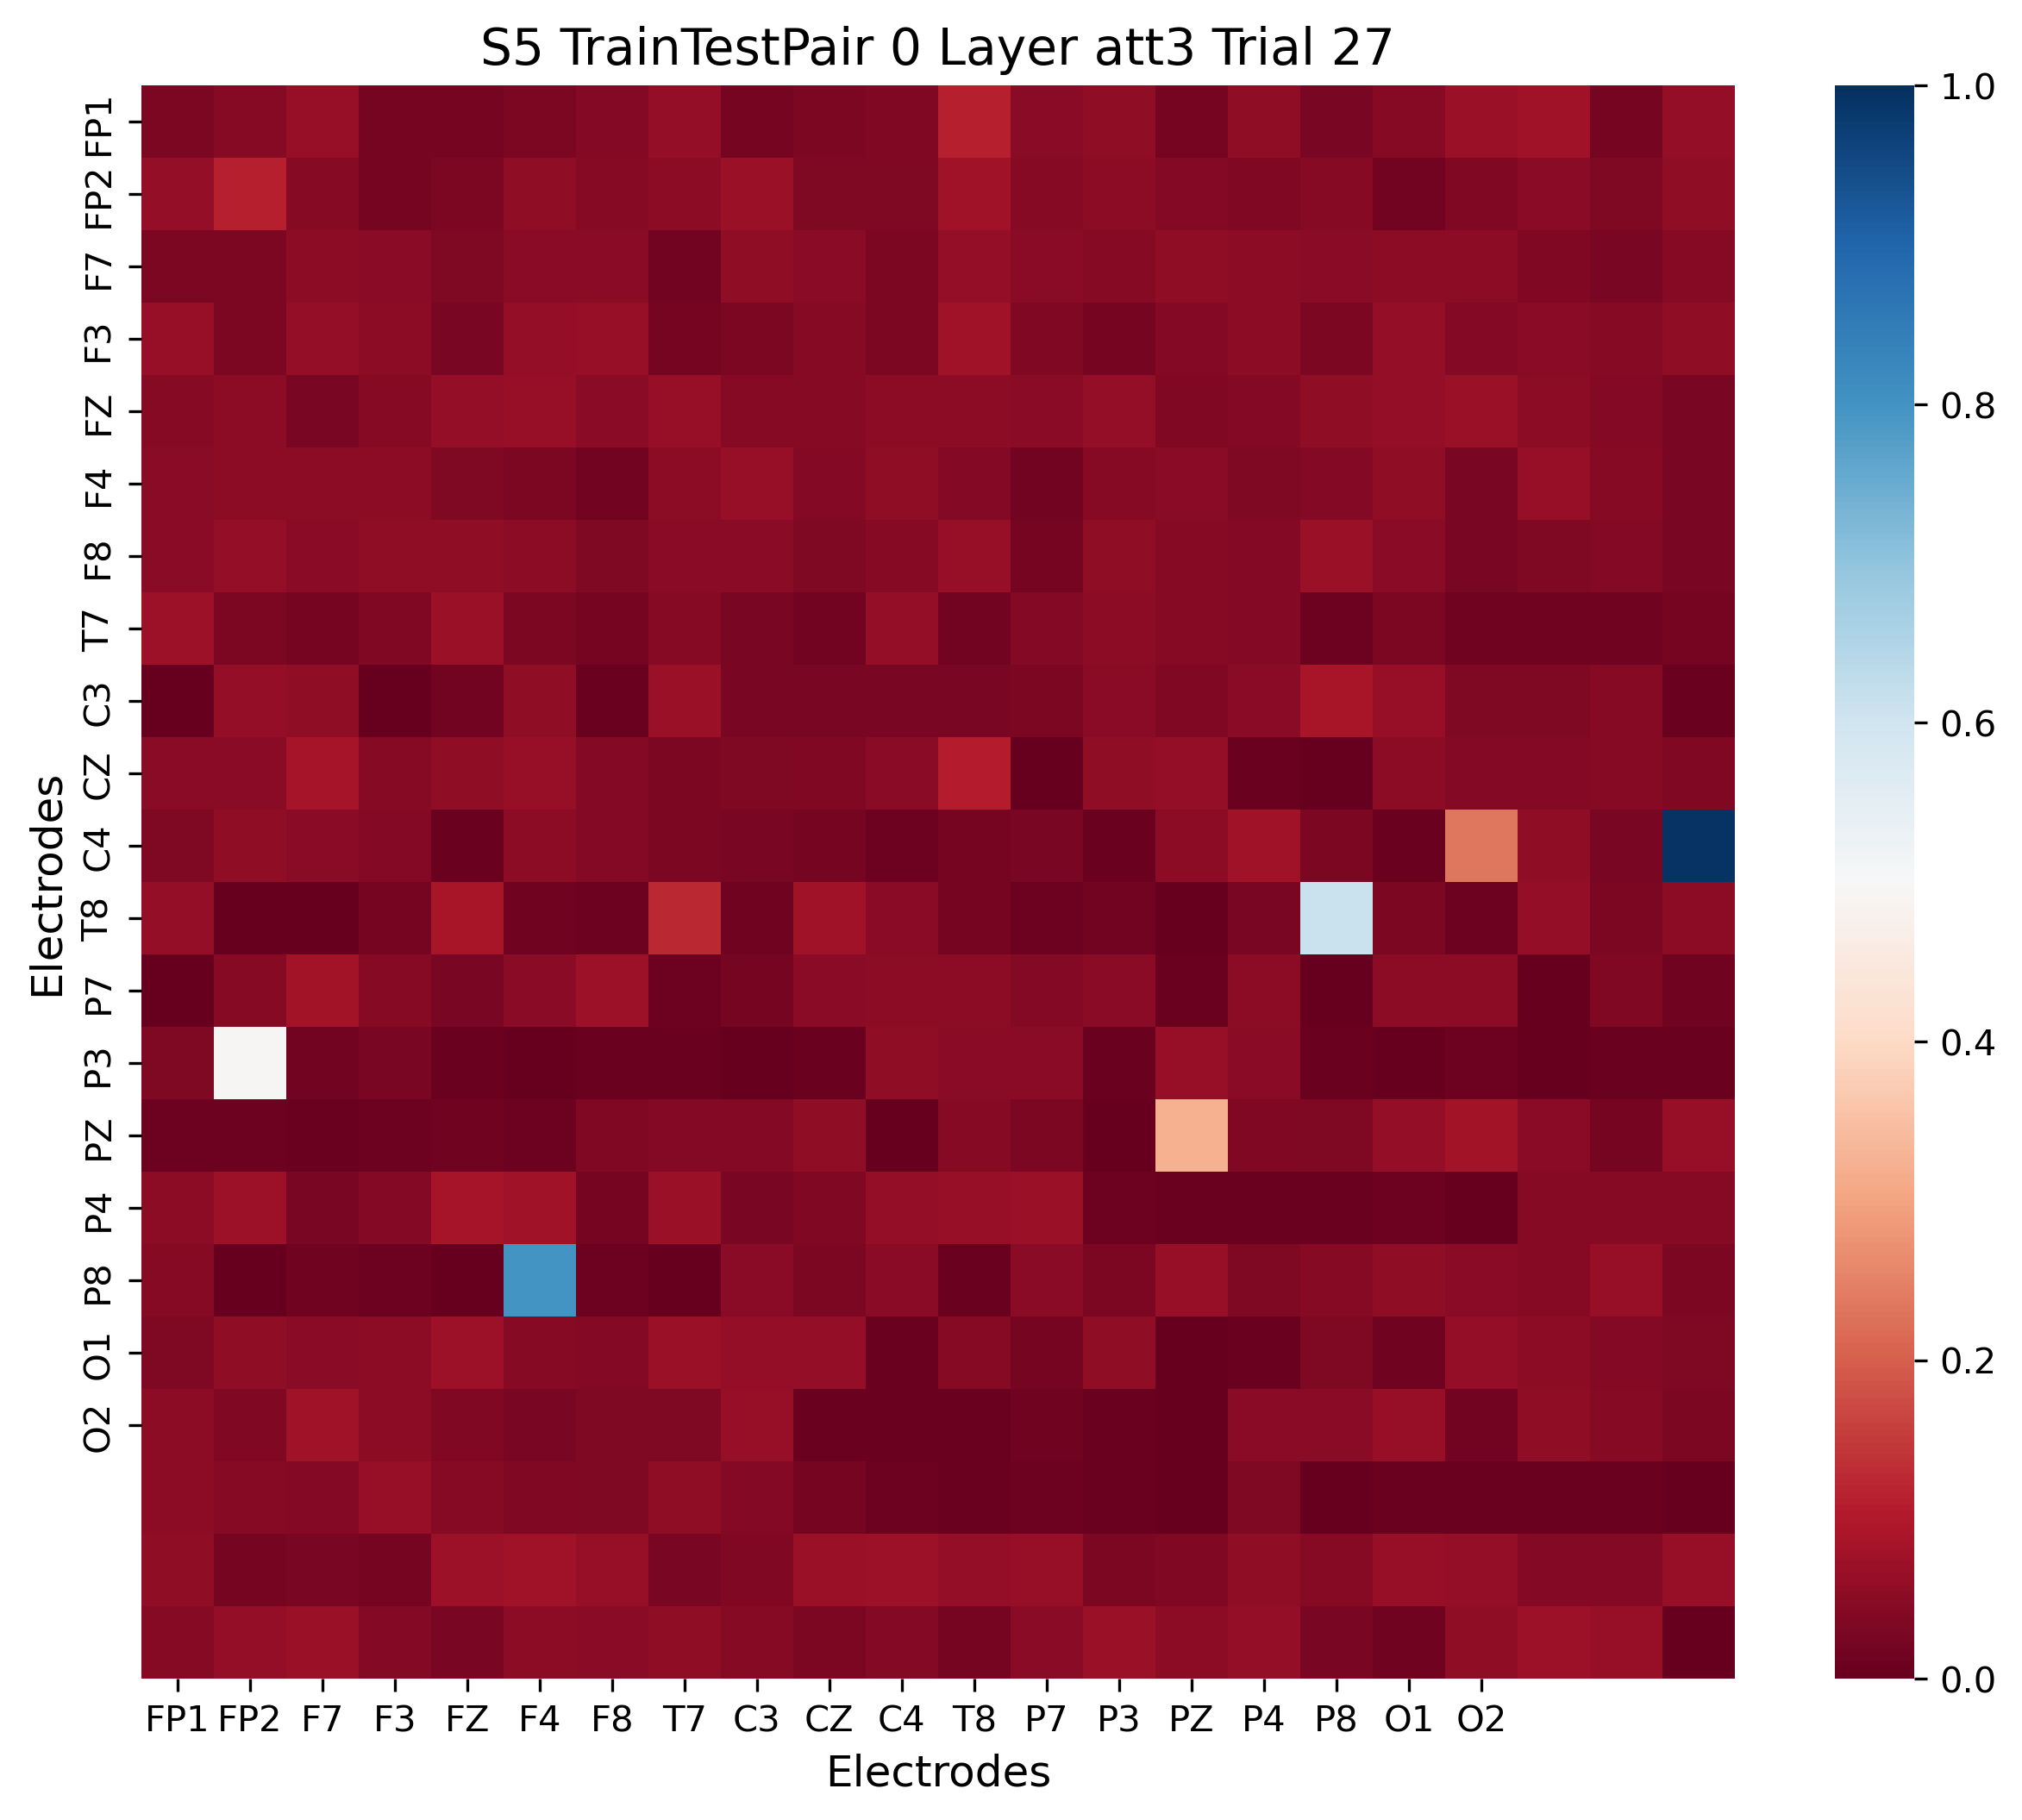 S5 TrainTestPair 0 Layer att3 Trial 27
Electrodes
FP1
FP2
F7
F3
FZ
F4
F8
T7
C3
CZ
C4
T8
P7
P3
PZ
P4
P8
O1
O2
FP1 FP2 F7 F3 FZ F4 F8 T7 C3 CZ C4 T8 P7 P3 PZ P4 P8 O1 O2
Electrodes
1.0
0.8
0.6
0.4
0.2
0.0